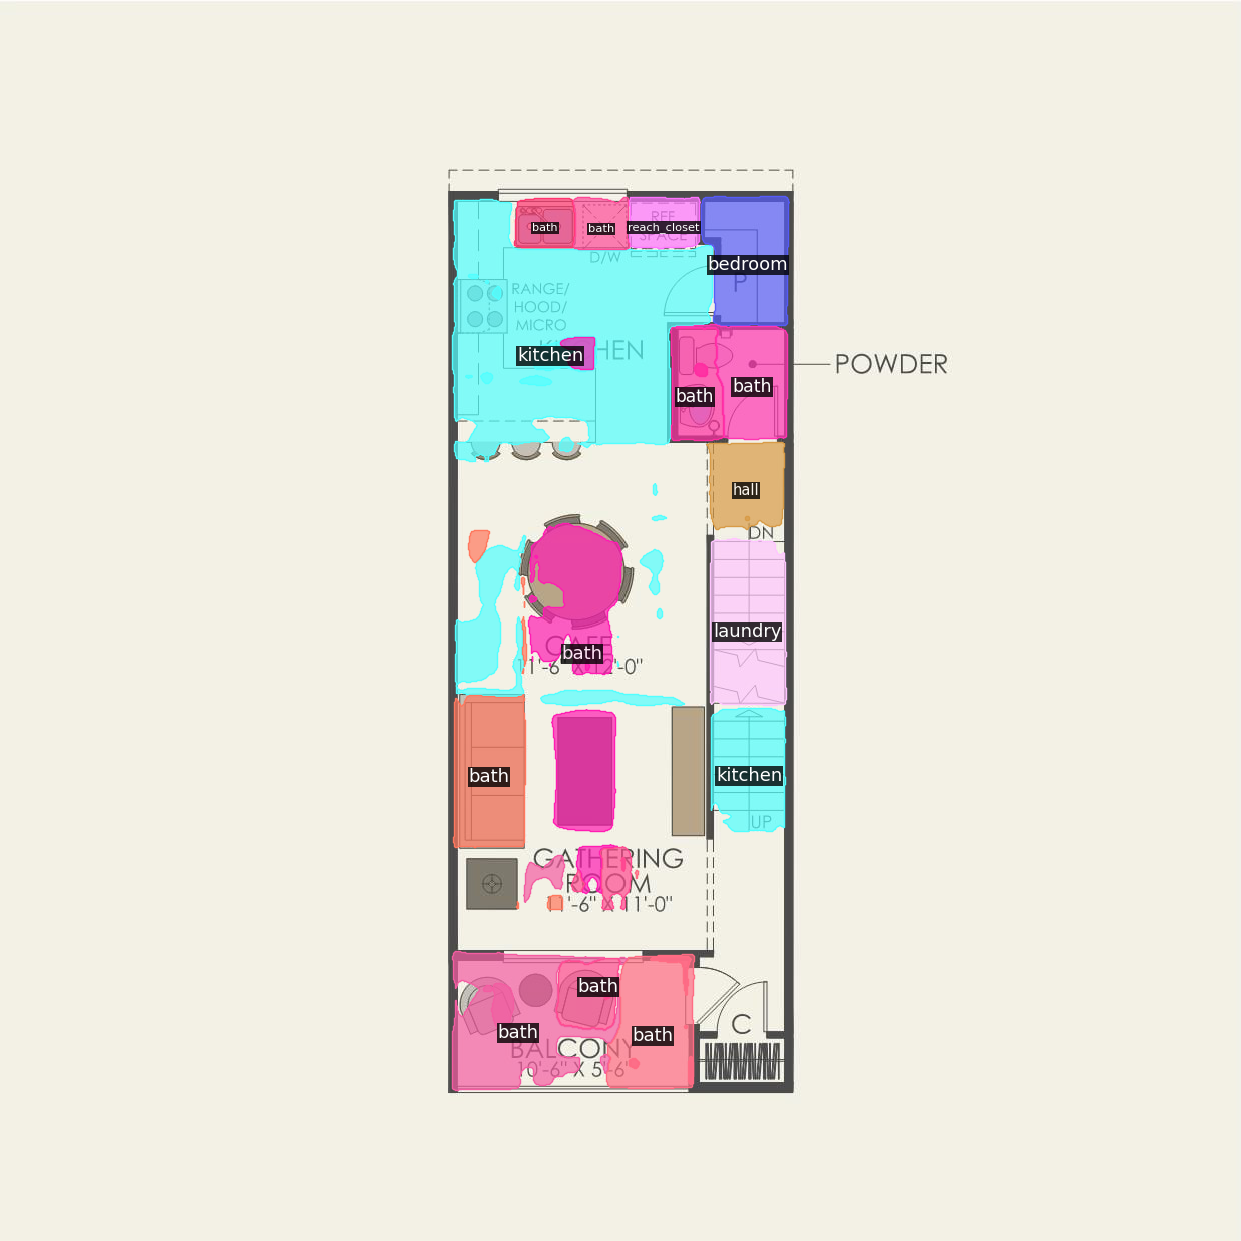 bath
bath
REF
SPACE
reach_closet
D/W
bedroom
P
RANGE/
HOOD/
MICRO
KITCHEN
kitchen
POWDER
bath
bath
hall
DN
laundry
CAFE
bath
11'-6" X 12'-0"
bath
kitchen
UP
GATHERING
ROOM
11'-6" X 11'-0"
bath
bath
bath
C
BALCONY
10'-6" X 5'-6"